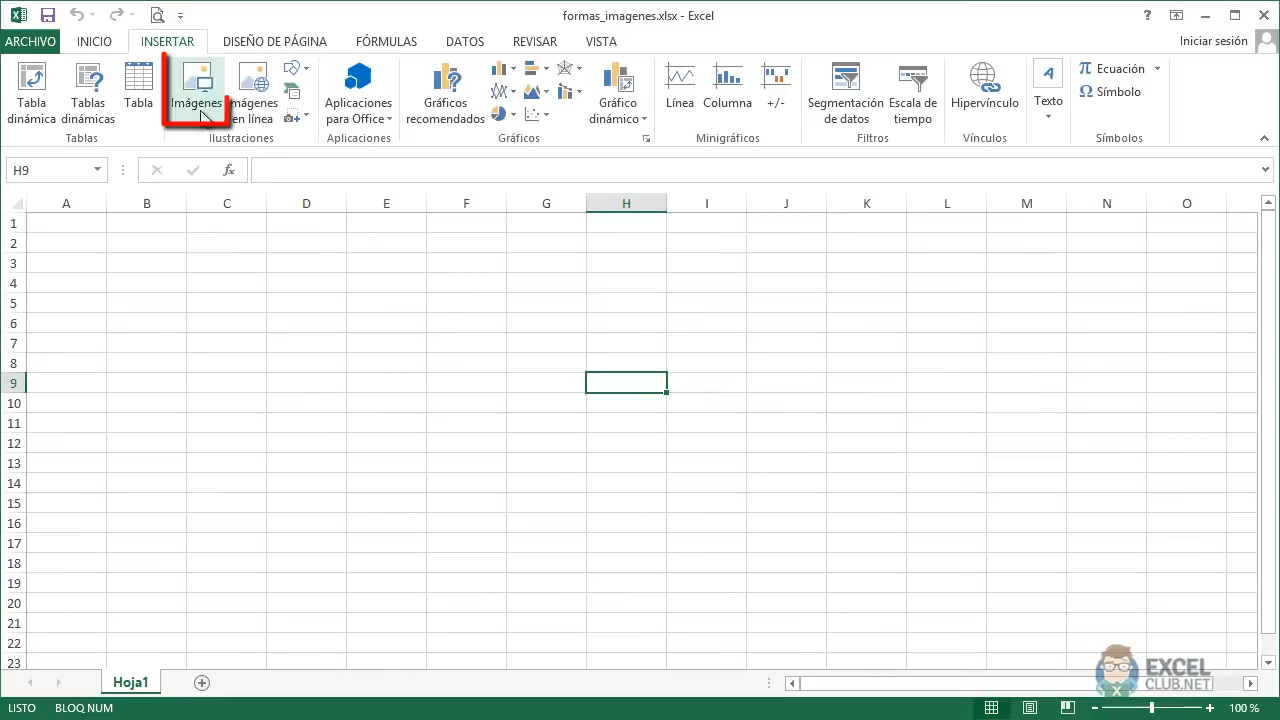 formas_imagenes.xlsx - Excel
?
ARCHIVO INICIO INSERTAR DISEÑO DE PÁGINA FÓRMULAS DATOS REVISAR VISTA Iniciar sesión
Tabla dinámica
Tablas dinámicas
Tabla
Imágenes
Imágenes en línea
Aplicaciones para Office
Gráficos recomendados
Gráfico dinámico
Línea
Columna
+/-
Segmentación de datos
Escala de tiempo
Hipervínculo
A
Texto
π Ecuación
Ω Símbolo
Tablas Ilustraciones Aplicaciones Gráficos Minigráficos Filtros Vínculos Símbolos
H9 fx
A B C D E F G H I J K L M N O
1
2
3
4
5
6
7
8
9
10
11
12
13
14
15
16
17
18
19
20
21
22
23
Hoja1
EXCEL
CLUB.NET
LISTO BLOQ NUM 100 %